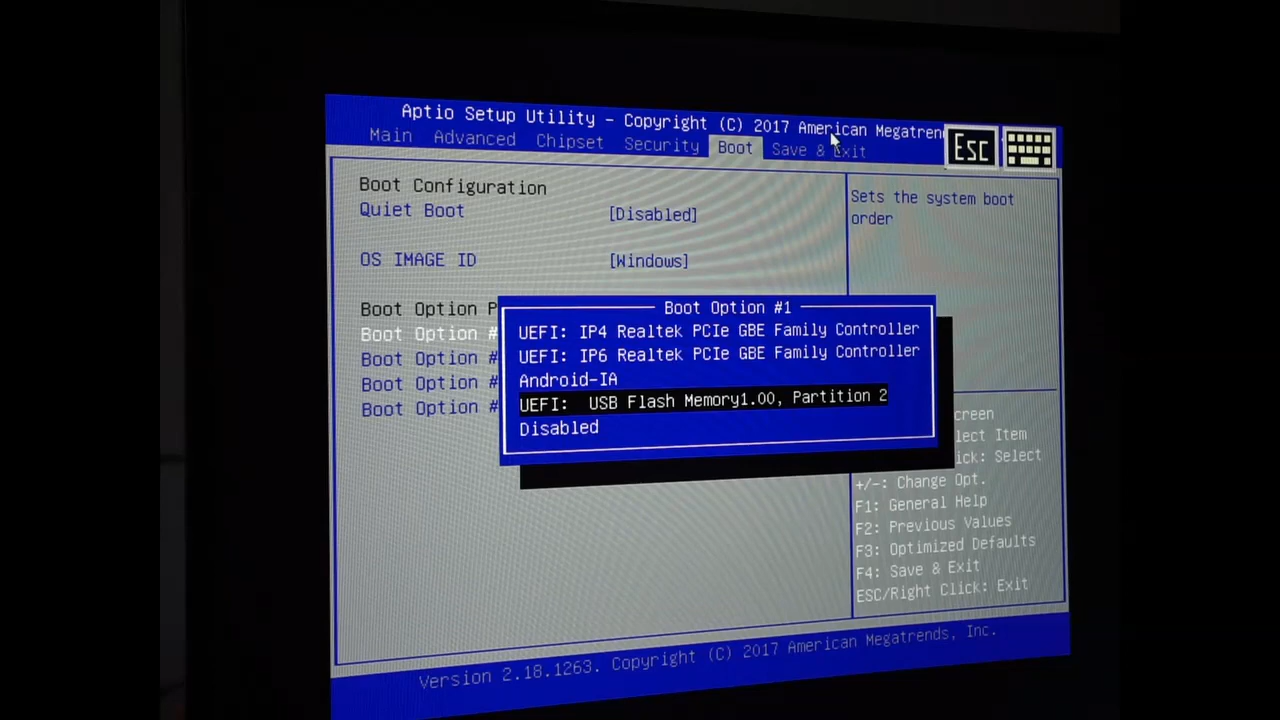 Aptio Setup Utility - Copyright (C) 2017 American Megatrend
Main Advanced Chipset Security Boot Save & Exit
Esc
Boot Configuration
Quiet Boot [Disabled]
OS IMAGE ID [Windows]
Boot Option P
Boot Option #
Boot Option #
Boot Option #
Boot Option #
Boot Option #1
UEFI: IP4 Realtek PCIe GBE Family Controller
UEFI: IP6 Realtek PCIe GBE Family Controller
Android-IA
UEFI: USB Flash Memory1.00, Partition 2
Disabled
Sets the system boot
order
creen
lect Item
ick: Select
+/-: Change Opt.
F1: General Help
F2: Previous Values
F3: Optimized Defaults
F4: Save & Exit
ESC/Right Click: Exit
Version 2.18.1263. Copyright (C) 2017 American Megatrends, Inc.